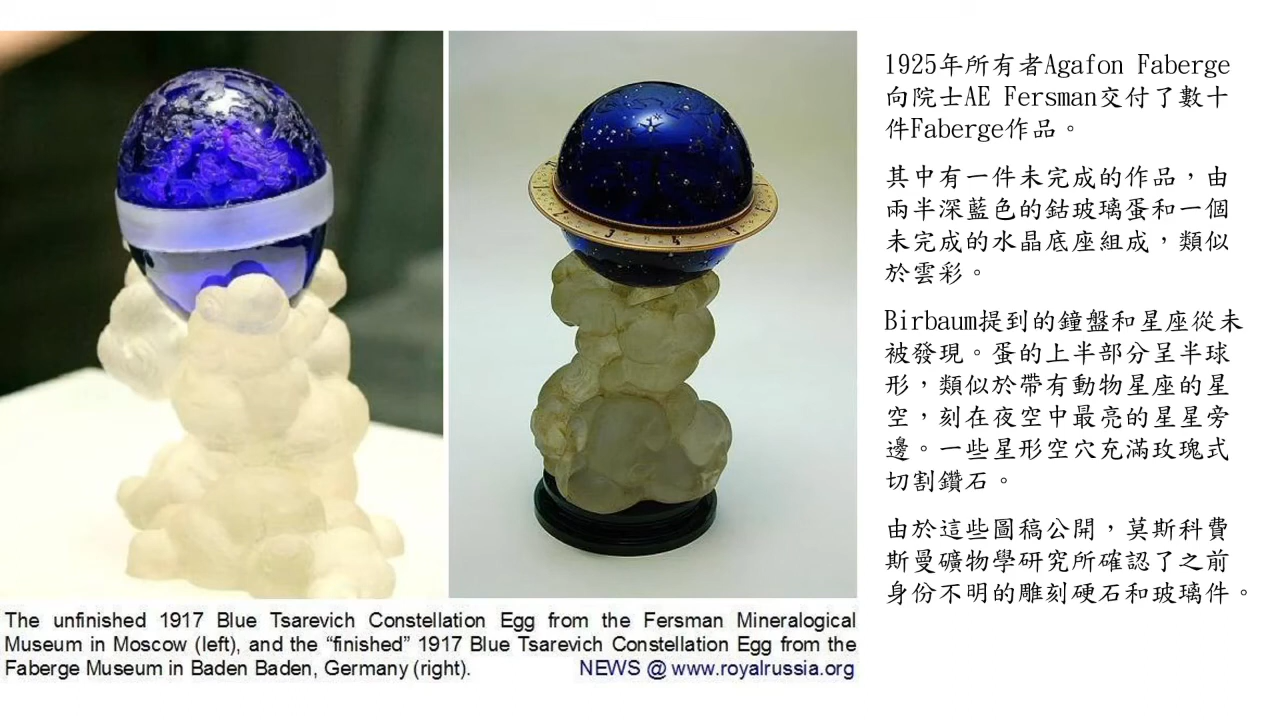 1925年所有者Agafon Faberge
向院士AE Fersman交付了數十
件Faberge作品。
其中有一件未完成的作品，由
兩半深藍色的鈷玻璃蛋和一個
未完成的水晶底座組成，類似
於雲彩。
Birbaum提到的鐘盤和星座從未
被發現。蛋的上半部分呈半球
形，類似於帶有動物星座的星
空，刻在夜空中最亮的星星旁
邊。一些星形空穴充滿玫瑰式
切割鑽石。
由於這些圖稿公開，莫斯科費
斯曼礦物學研究所確認了之前
身份不明的雕刻硬石和玻璃件。
The unfinished 1917 Blue Tsarevich Constellation Egg from the Fersman Mineralogical
Museum in Moscow (left), and the “finished” 1917 Blue Tsarevich Constellation Egg from the
Faberge Museum in Baden Baden, Germany (right). NEWS @ www.royalrussia.org